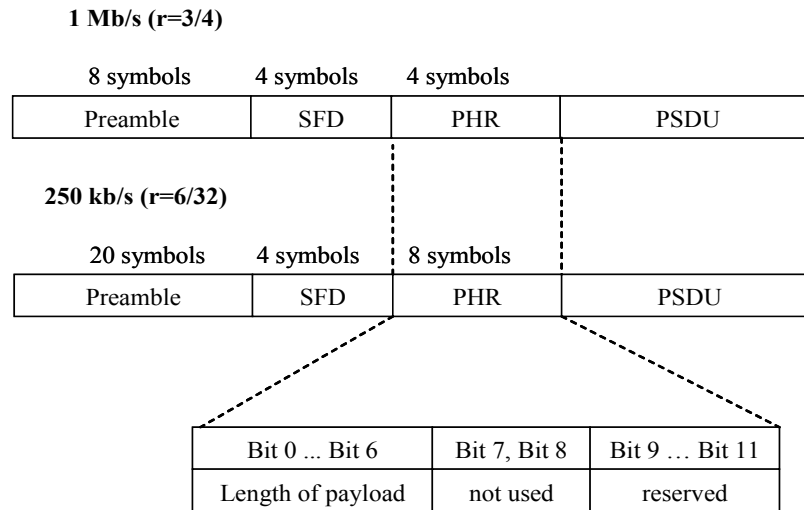 1 Mb/s (r=3/4)
8 symbols 4 symbols 4 symbols
Preamble SFD PHR PSDU
250 kb/s (r=6/32)
20 symbols 4 symbols 8 symbols
Preamble SFD PHR PSDU
Bit 0 ... Bit 6 Bit 7, Bit 8 Bit 9 … Bit 11
Length of payload not used reserved